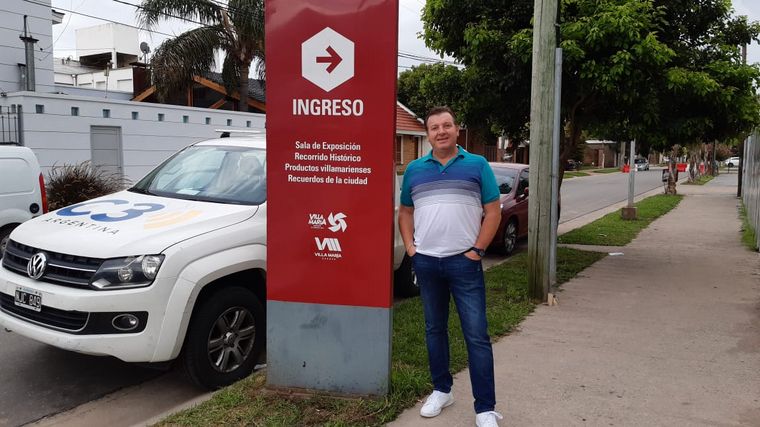 INGRESO
Sala de Exposición
Recorrido Histórico
Productos villamarienses
Recuerdos de la ciudad
VILLA
MARÍA
VM
VILLA MARÍA
C3
ARGENTINA